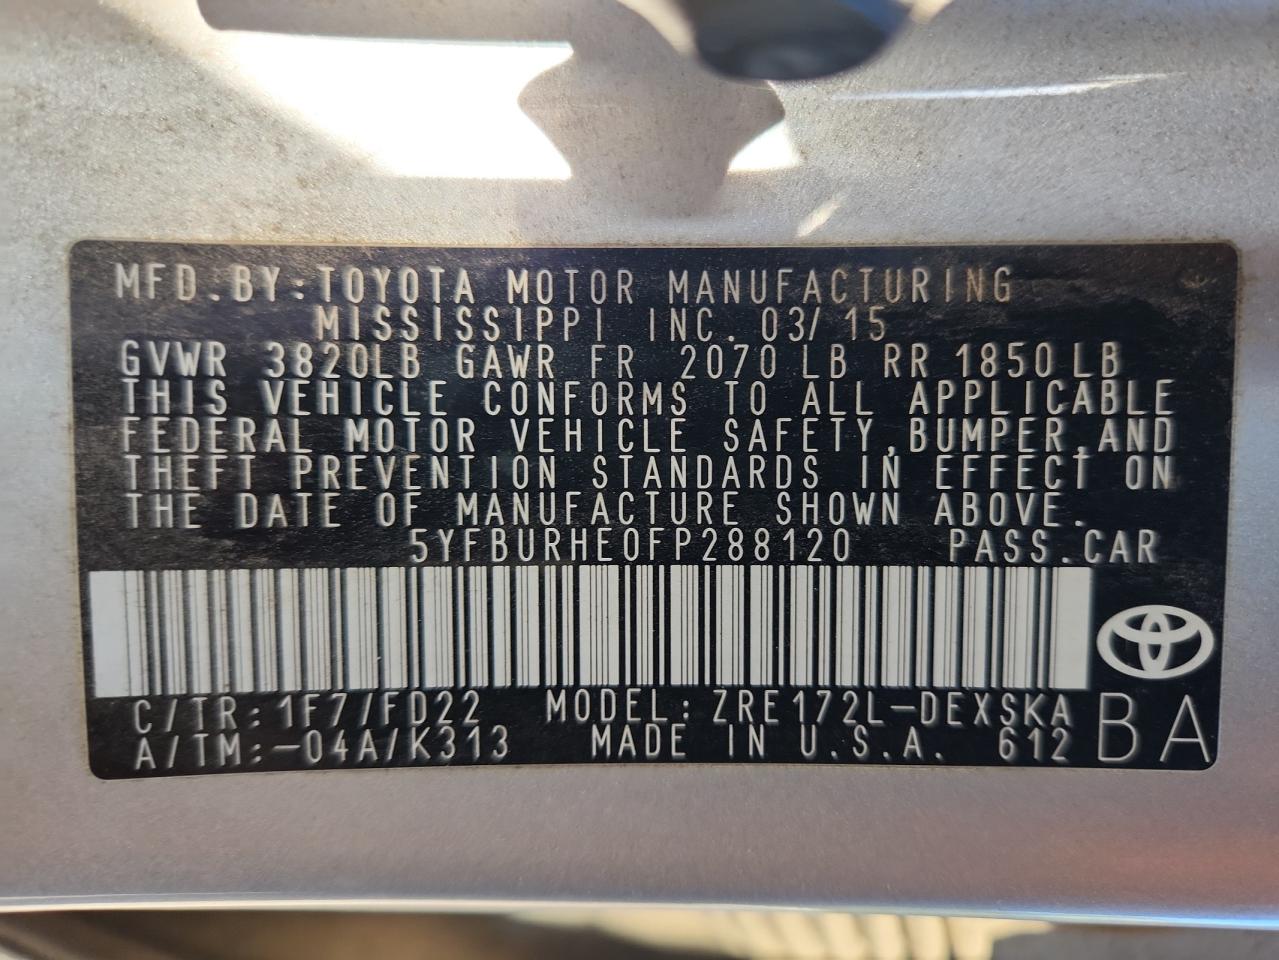 MFD.BY:TOYOTA MOTOR MANUFACTURING
MISSISSIPPI INC. 03/15
GVWR 3820LB GAWR FR 2070LB RR 1850LB
THIS VEHICLE CONFORMS TO ALL APPLICABLE
FEDERAL MOTOR VEHICLE SAFETY,BUMPER,AND
THEFT PREVENTION STANDARDS IN EFFECT ON
THE DATE OF MANUFACTURE SHOWN ABOVE.
5YFBURHE0FP288120 PASS.CAR
C/TR:1F7/FD22 MODEL:ZRE172L-DEXSKA
A/TM:-04A/K313 MADE IN U.S.A. 612 BA